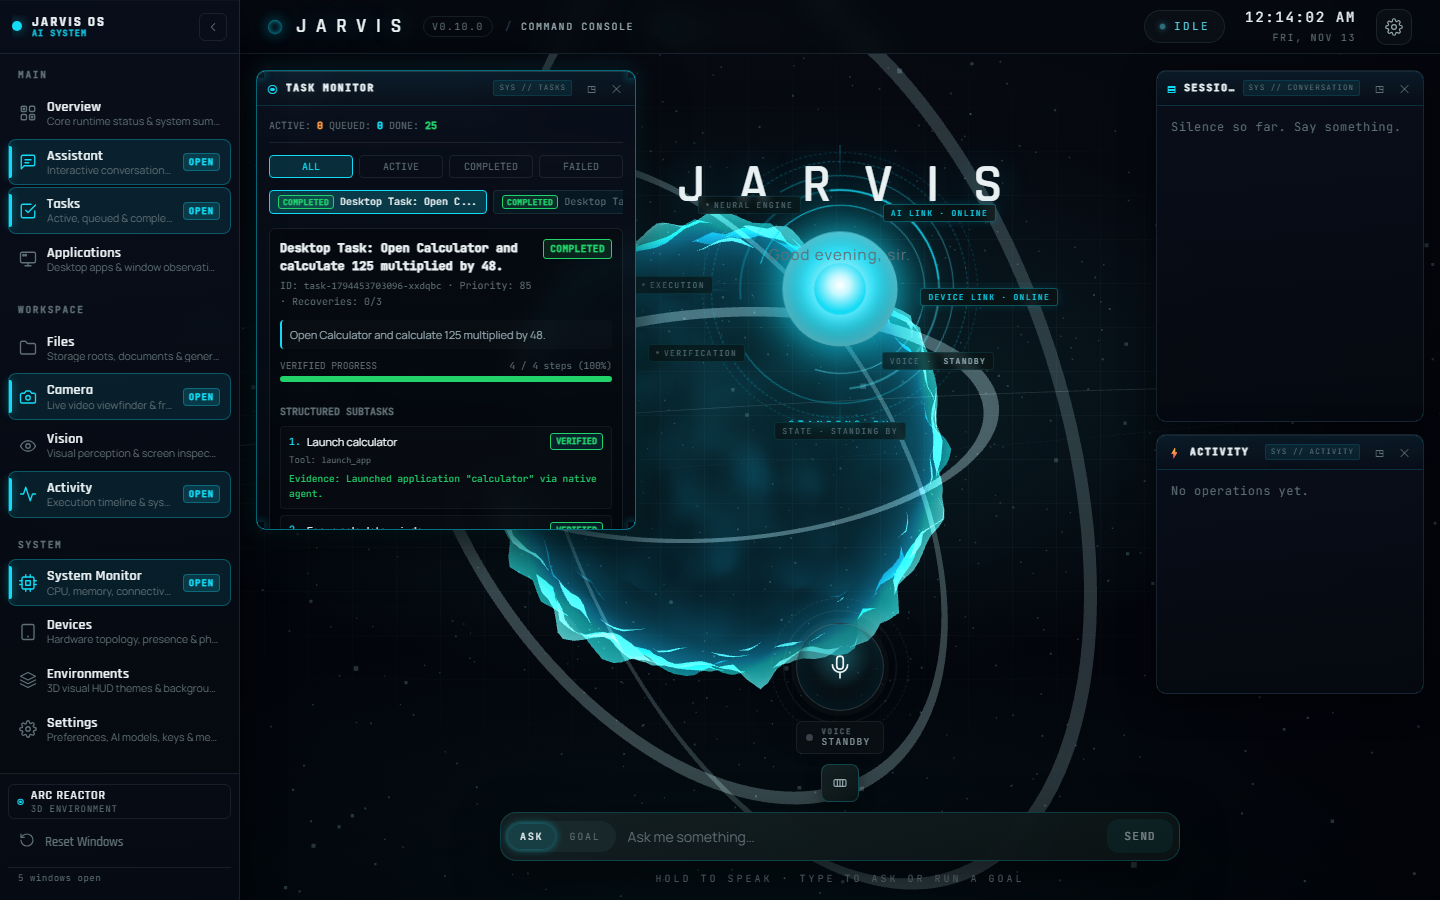 JARVIS OS
AI SYSTEM
MAIN
Overview
Core runtime status & system sum...
Assistant
Interactive conversation...
OPEN
Tasks
Active, queued & comple...
OPEN
Applications
Desktop apps & window observati...
WORKSPACE
Files
Storage roots, documents & gener...
Camera
Live video viewfinder & fr...
OPEN
Vision
Visual perception & screen inspec...
Activity
Execution timeline & sys...
OPEN
SYSTEM
System Monitor
CPU, memory, connectiv...
OPEN
Devices
Hardware topology, presence & ph...
Environments
3D visual HUD themes & backgrou...
Settings
Preferences, AI models, keys & me...
ARC REACTOR
3D ENVIRONMENT
Reset Windows
5 windows open
JARVIS V0.10.0 / COMMAND CONSOLE
IDLE
12:14:02 AM
FRI, NOV 13
TASK MONITOR
SYS // TASKS
ACTIVE: 0 QUEUED: 0 DONE: 25
ALL ACTIVE COMPLETED FAILED
COMPLETED Desktop Task: Open C...
COMPLETED Desktop Ta
Desktop Task: Open Calculator and
calculate 125 multiplied by 48.
COMPLETED
ID: task-1794453703096-xxdqbc · Priority: 85
· Recoveries: 0/3
Open Calculator and calculate 125 multiplied by 48.
VERIFIED PROGRESS 4 / 4 steps (100%)
STRUCTURED SUBTASKS
1. Launch calculator VERIFIED
Tool: launch_app
Evidence: Launched application "calculator" via native
agent.
JARVIS
Good evening, sir.
NEURAL ENGINE
AI LINK · ONLINE
EXECUTION
DEVICE LINK · ONLINE
VERIFICATION
VOICE · STANDBY
STATE · STANDING BY
VOICE
STANDBY
ASK GOAL Ask me something... SEND
HOLD TO SPEAK · TYPE TO ASK OR RUN A GOAL
SESSIO…
SYS // CONVERSATION
Silence so far. Say something.
ACTIVITY
SYS // ACTIVITY
No operations yet.